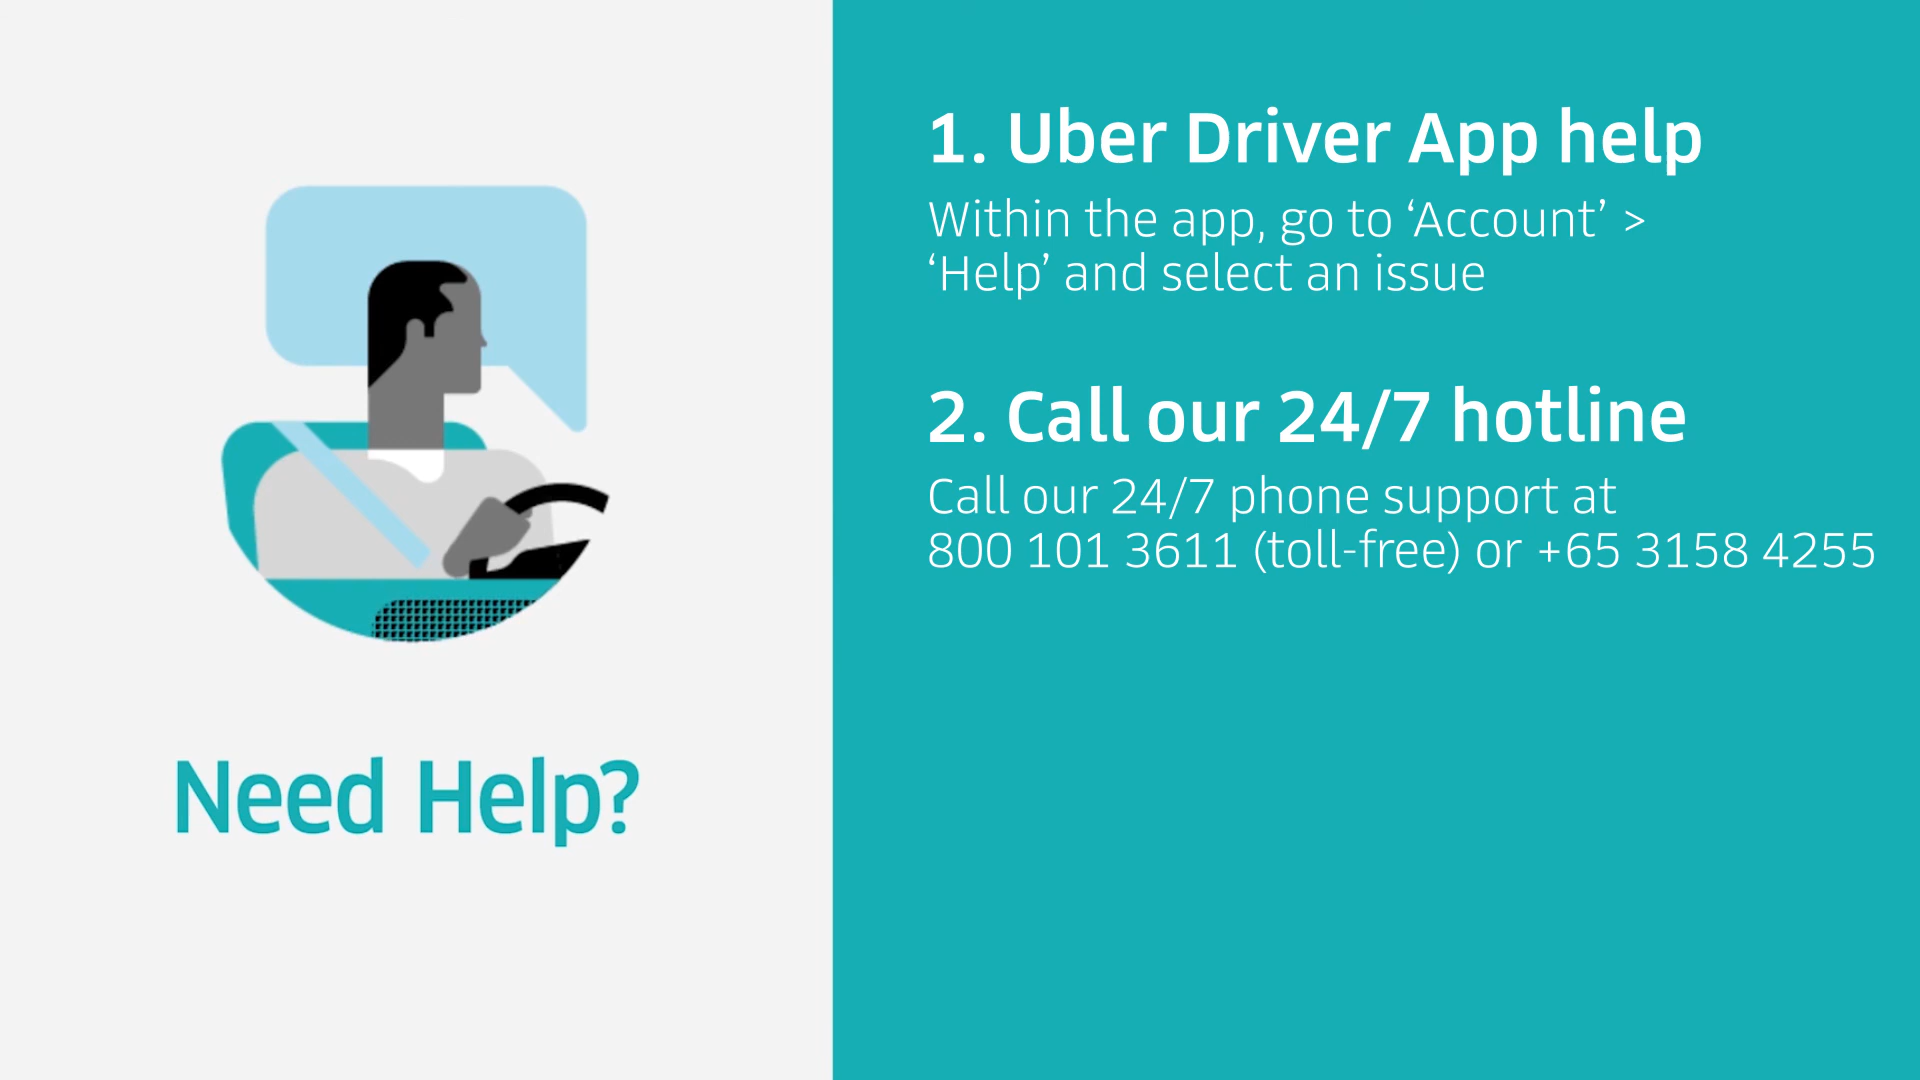 Need Help?
1. Uber Driver App help
Within the app, go to ‘Account’ >
‘Help’ and select an issue
2. Call our 24/7 hotline
Call our 24/7 phone support at
800 101 3611 (toll-free) or +65 3158 4255